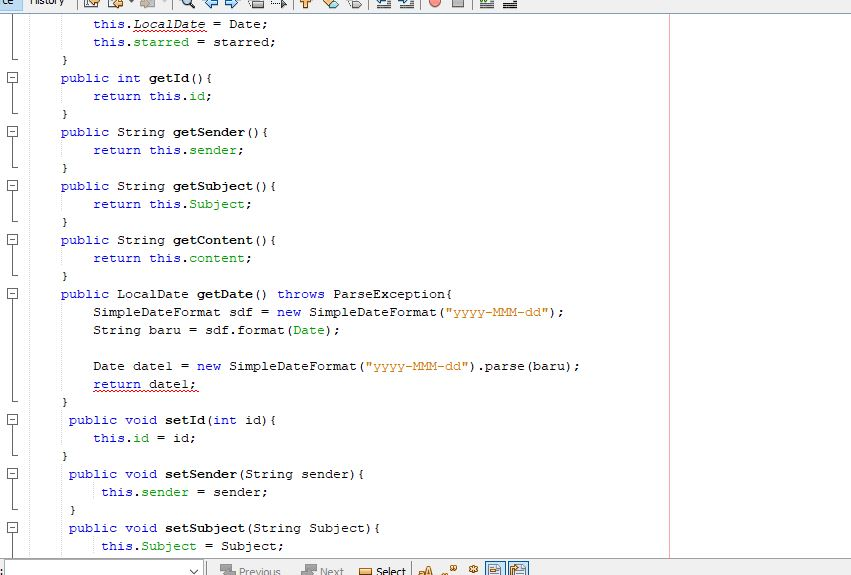 History
this.LocalDate = Date;
this.starred = starred;
}
public int getId(){
return this.id;
}
public String getSender(){
return this.sender;
}
public String getSubject(){
return this.Subject;
}
public String getContent(){
return this.content;
}
public LocalDate getDate() throws ParseException{
SimpleDateFormat sdf = new SimpleDateFormat("yyyy-MMM-dd");
String baru = sdf.format(Date);
Date date1 = new SimpleDateFormat("yyyy-MMM-dd").parse(baru);
return date1;
}
public void setId(int id){
this.id = id;
}
public void setSender(String sender){
this.sender = sender;
}
public void setSubject(String Subject){
this.Subject = Subject;
Previous Next Select